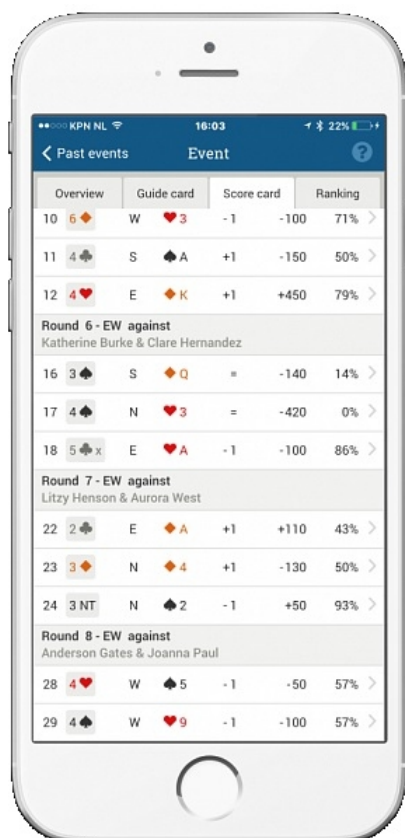 KPN NL 16:03 22%
Past events Event ?
Overview Guide card Score card Ranking
10 6♦ W ♥3 -1 -100 71%
11 4♣ S ♠A +1 -150 50%
12 4♥ E ♦K +1 +450 79%
Round 6 - EW against
Katherine Burke & Clare Hernandez
16 3♠ S ♦Q = -140 14%
17 4♠ N ♥3 = -420 0%
18 5♣x E ♥A -1 -100 86%
Round 7 - EW against
Litzy Henson & Aurora West
22 2♣ E ♦A +1 +110 43%
23 3♦ N ♦4 +1 -130 50%
24 3 NT N ♠2 -1 +50 93%
Round 8 - EW against
Anderson Gates & Joanna Paul
28 4♥ W ♠5 -1 -50 57%
29 4♠ W ♥9 -1 -100 57%